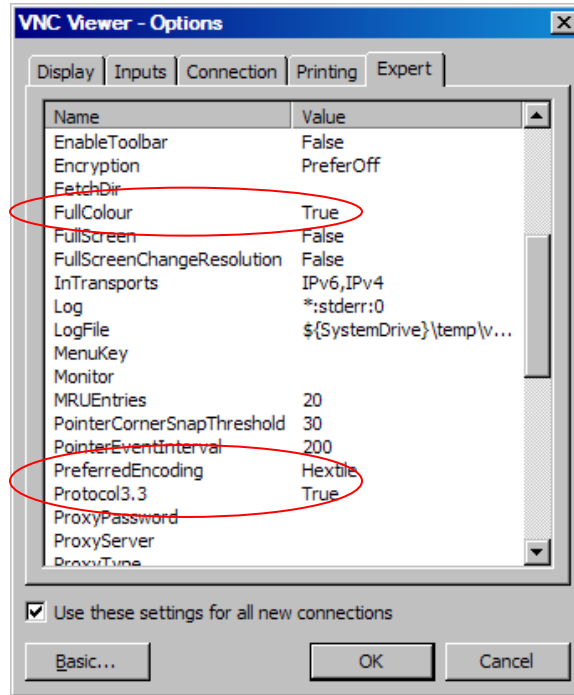 VNC Viewer - Options
Display Inputs Connection Printing Expert
Name Value
EnableToolbar False
Encryption PreferOff
FetchDir
FullColour True
FullScreen False
FullScreenChangeResolution False
InTransports IPv6,IPv4
Log *:stderr:0
LogFile ${SystemDrive}\temp\v...
MenuKey
Monitor
MRUEntries 20
PointerCornerSnapThreshold 30
PointerEventInterval 200
PreferredEncoding Hextile
Protocol3.3 True
ProxyPassword
ProxyServer
ProxyType
Use these settings for all new connections
Basic... OK Cancel